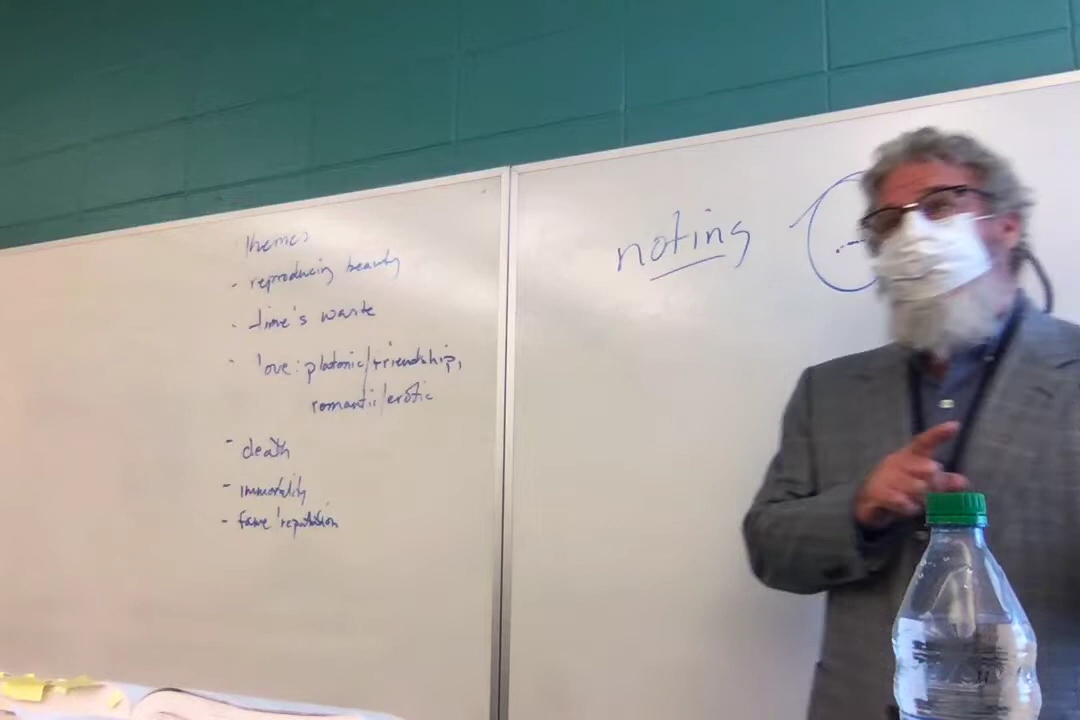 themes
- reproducing beauty
- time's waste
- love: platonic/friendship,
romantic/erotic
- death
- immortality
- fame/reputation
noting